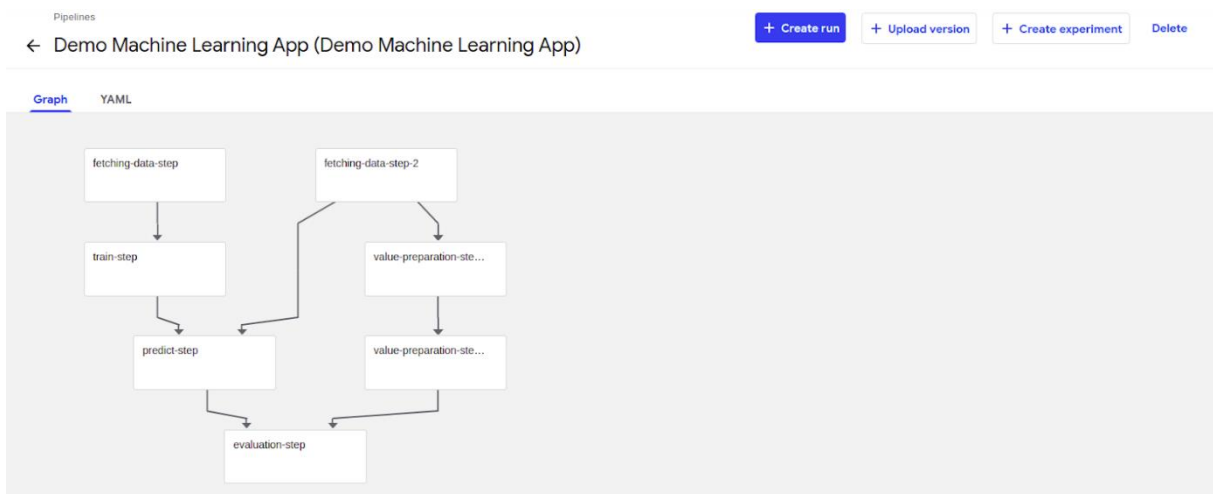 Pipelines
← Demo Machine Learning App (Demo Machine Learning App)
+ Create run
+ Upload version
+ Create experiment
Delete
Graph
YAML
fetching-data-step
fetching-data-step-2
train-step
value-preparation-ste...
predict-step
value-preparation-ste...
evaluation-step